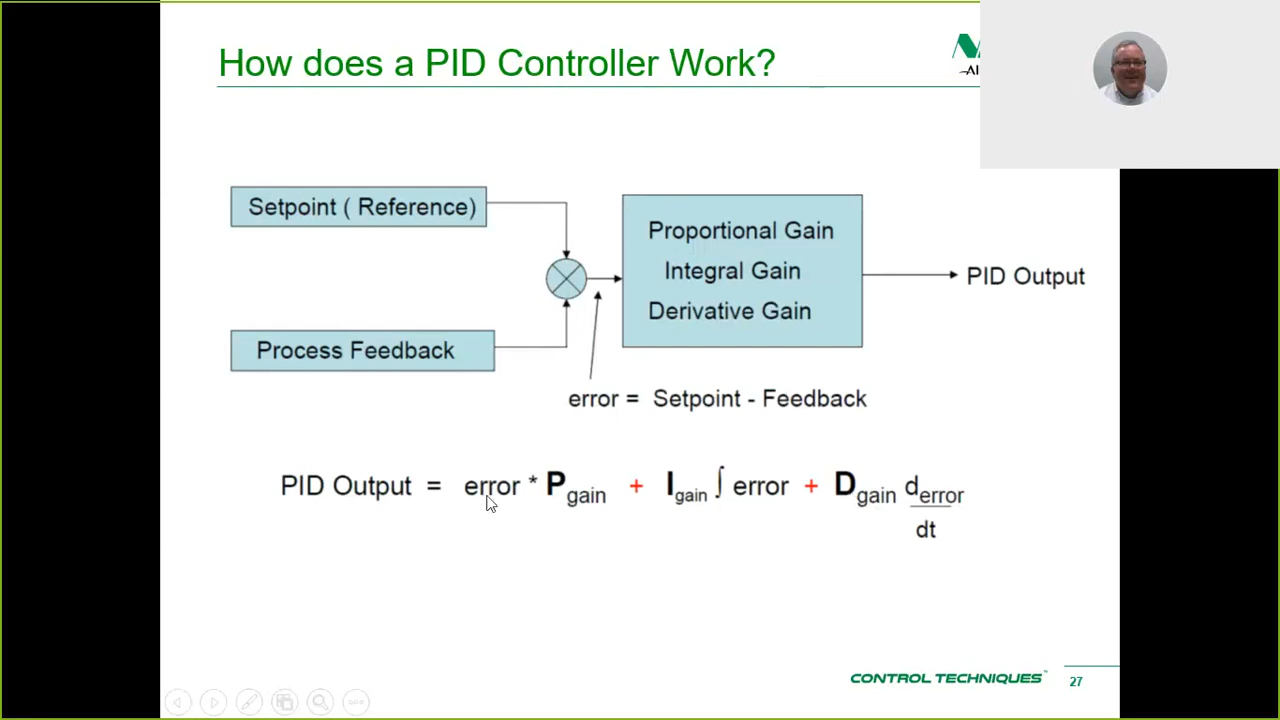 How does a PID Controller Work?
Setpoint ( Reference)
Proportional Gain
Integral Gain
Derivative Gain
PID Output
Process Feedback
error = Setpoint - Feedback
PID Output = error * Pgain + Igain ∫ error + Dgain derror
dt
CONTROL TECHNIQUES™
27